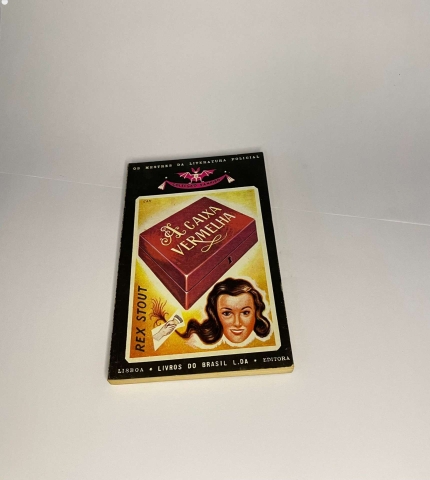 OS MESTRES DA LITERATURA POLICIAL
A CAIXA
VERMELHA
REX STOUT
LISBOA • LIVROS DO BRASIL L.DA • EDITORA